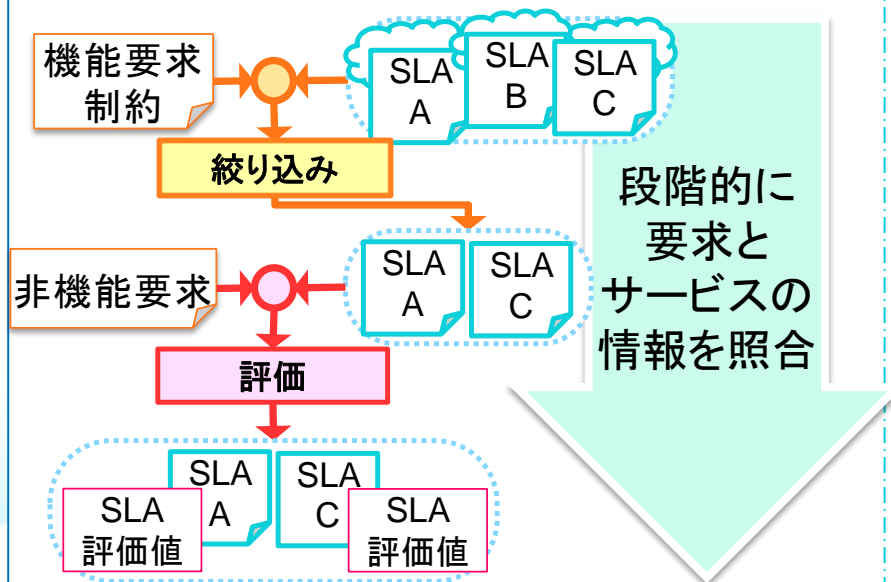 機能要求
制約
SLA
A
SLA
B
SLA
C
絞り込み
段階的に
要求と
サービスの
情報を照合
非機能要求
SLA
A
SLA
C
評価
SLA
A
SLA
C
SLA
評価値
SLA
評価値